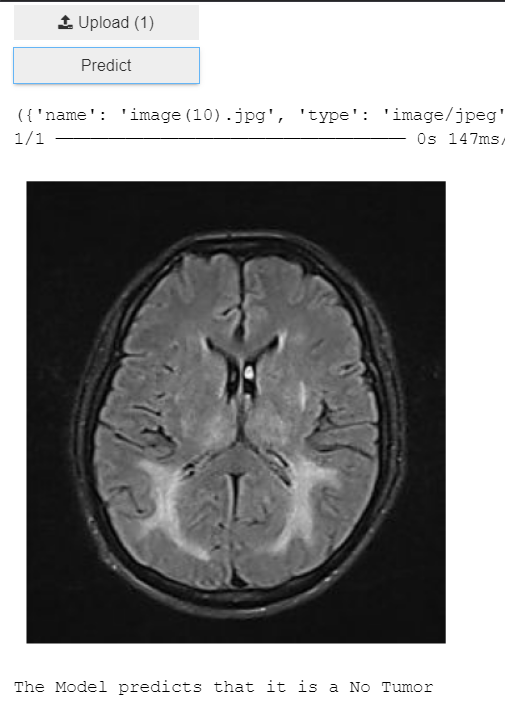 Upload (1)
Predict
({'name': 'image(10).jpg', 'type': 'image/jpeg'
1/1 0s 147ms/
The Model predicts that it is a No Tumor